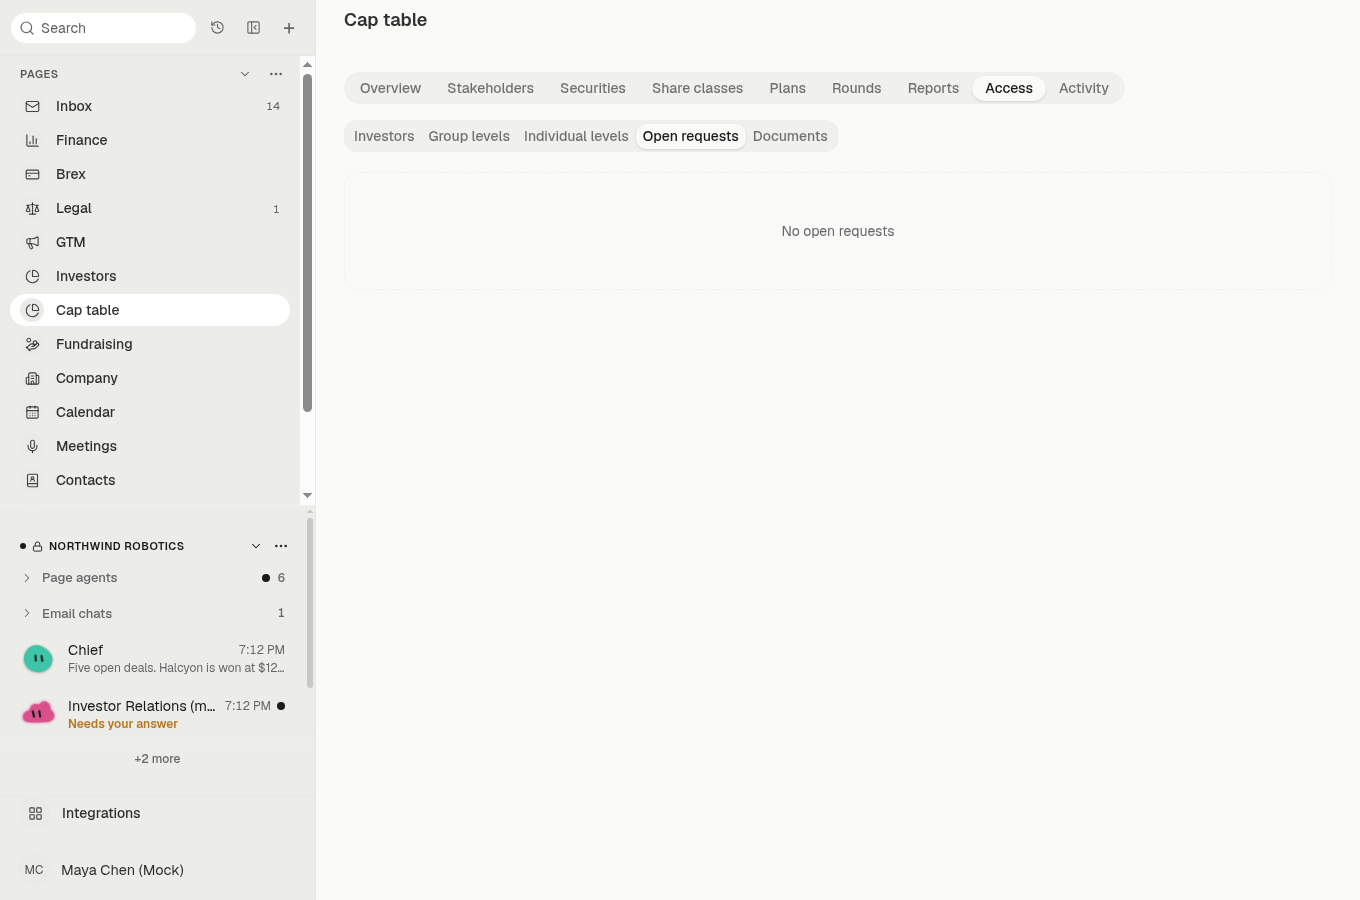 Search
PAGES
Inbox 14
Finance
Brex
Legal 1
GTM
Investors
Cap table
Fundraising
Company
Calendar
Meetings
Contacts
NORTHWIND ROBOTICS
Page agents 6
Email chats 1
Chief 7:12 PM
Five open deals. Halcyon is won at $12...
Investor Relations (m... 7:12 PM
Needs your answer
+2 more
Integrations
MC Maya Chen (Mock)
Cap table
Overview Stakeholders Securities Share classes Plans Rounds Reports Access Activity
Investors Group levels Individual levels Open requests Documents
No open requests